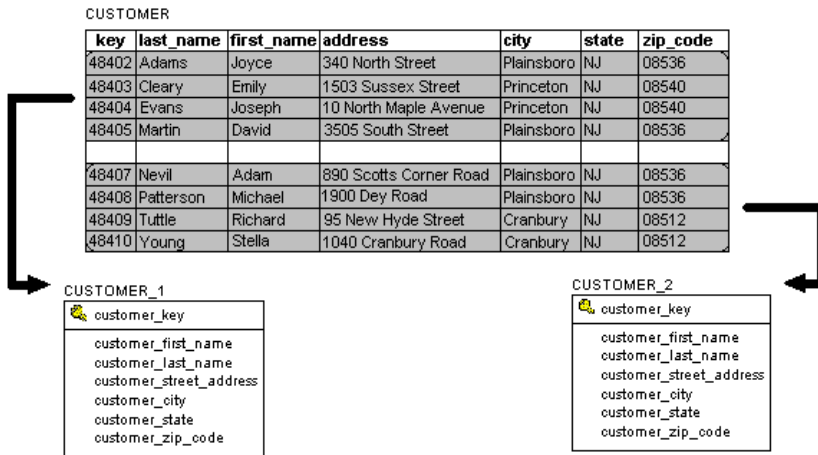 CUSTOMER
key last_name first_name address city state zip_code
48402 Adams Joyce 340 North Street Plainsboro NJ 08536
48403 Cleary Emily 1503 Sussex Street Princeton NJ 08540
48404 Evans Joseph 10 North Maple Avenue Princeton NJ 08540
48405 Martin David 3505 South Street Plainsboro NJ 08536
48407 Nevil Adam 890 Scotts Corner Road Plainsboro NJ 08536
48408 Patterson Michael 1900 Dey Road Plainsboro NJ 08536
48409 Tuttle Richard 95 New Hyde Street Cranbury NJ 08512
48410 Young Stella 1040 Cranbury Road Cranbury NJ 08512
CUSTOMER_1
customer_key
customer_first_name
customer_last_name
customer_street_address
customer_city
customer_state
customer_zip_code
CUSTOMER_2
customer_key
customer_first_name
customer_last_name
customer_street_address
customer_city
customer_state
customer_zip_code